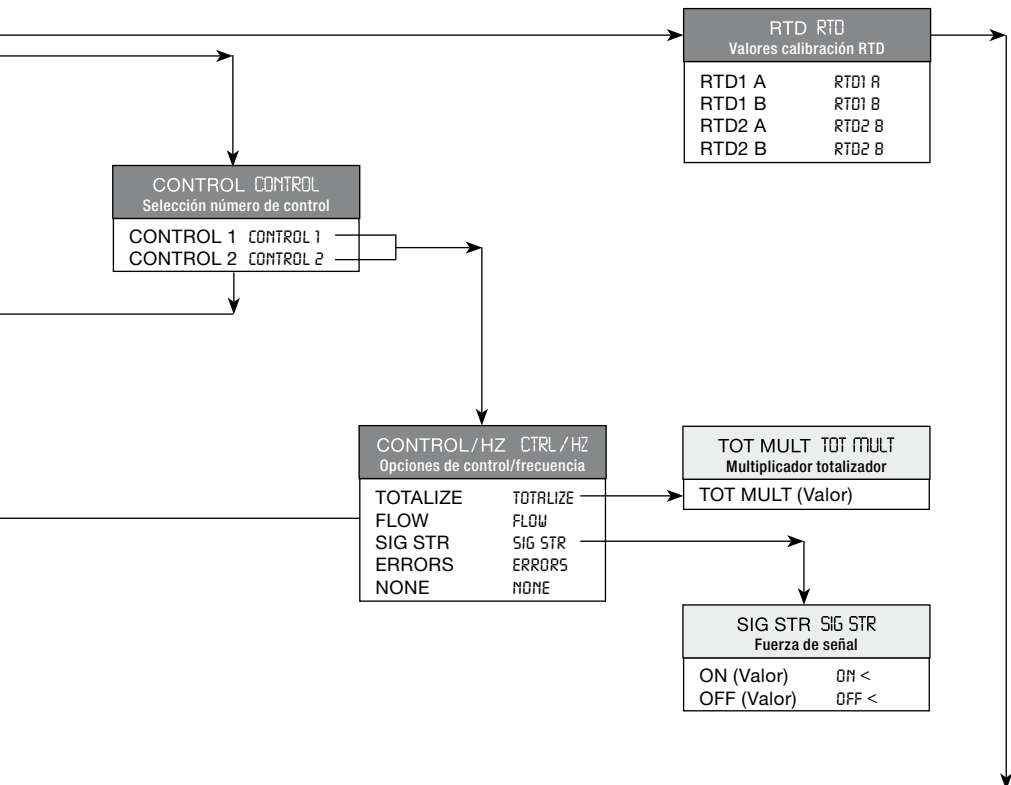 RTD RTD
Valores calibración RTD
RTD1 A RTD1 A
RTD1 B RTD1 B
RTD2 A RTD2 B
RTD2 B RTD2 B
CONTROL CONTROL
Selección número de control
CONTROL 1 CONTROL 1
CONTROL 2 CONTROL 2
CONTROL/HZ CTRL/HZ
Opciones de control/frecuencia
TOTALIZE TOTALIZE
FLOW FLOW
SIG STR SIG STR
ERRORS ERRORS
NONE NONE
TOT MULT TOT MULT
Multiplicador totalizador
TOT MULT (Valor)
SIG STR SIG STR
Fuerza de señal
ON (Valor) ON <
OFF (Valor) OFF <